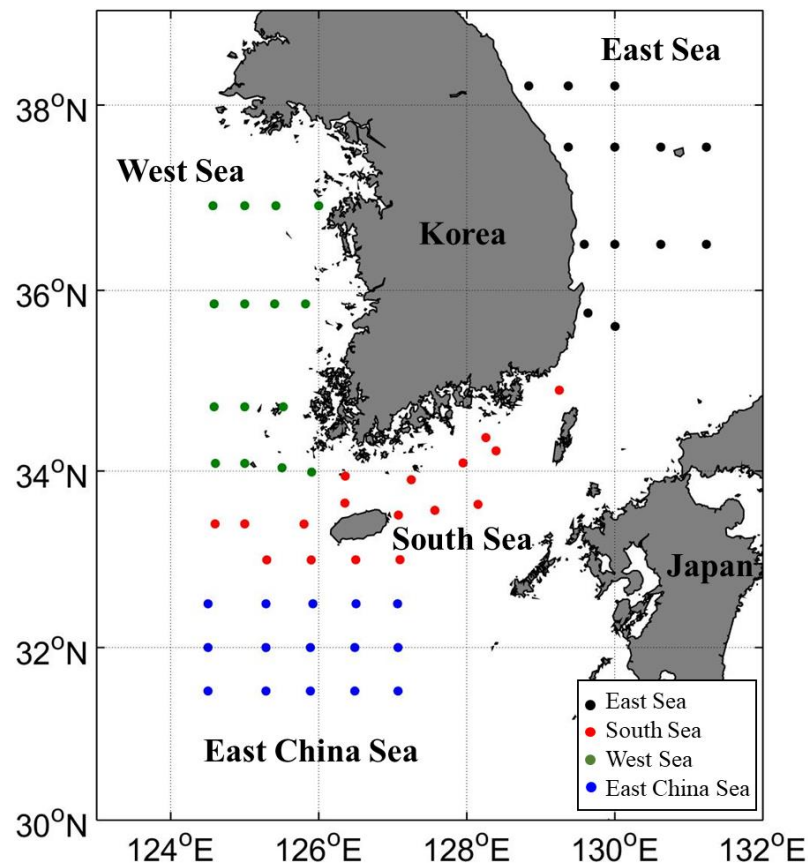 East Sea
38°N
West Sea
Korea
36°N
34°N
South Sea
Japan
32°N
East Sea
South Sea
West Sea
East China Sea
East China Sea
30°N
124°E 126°E 128°E 130°E 132°E